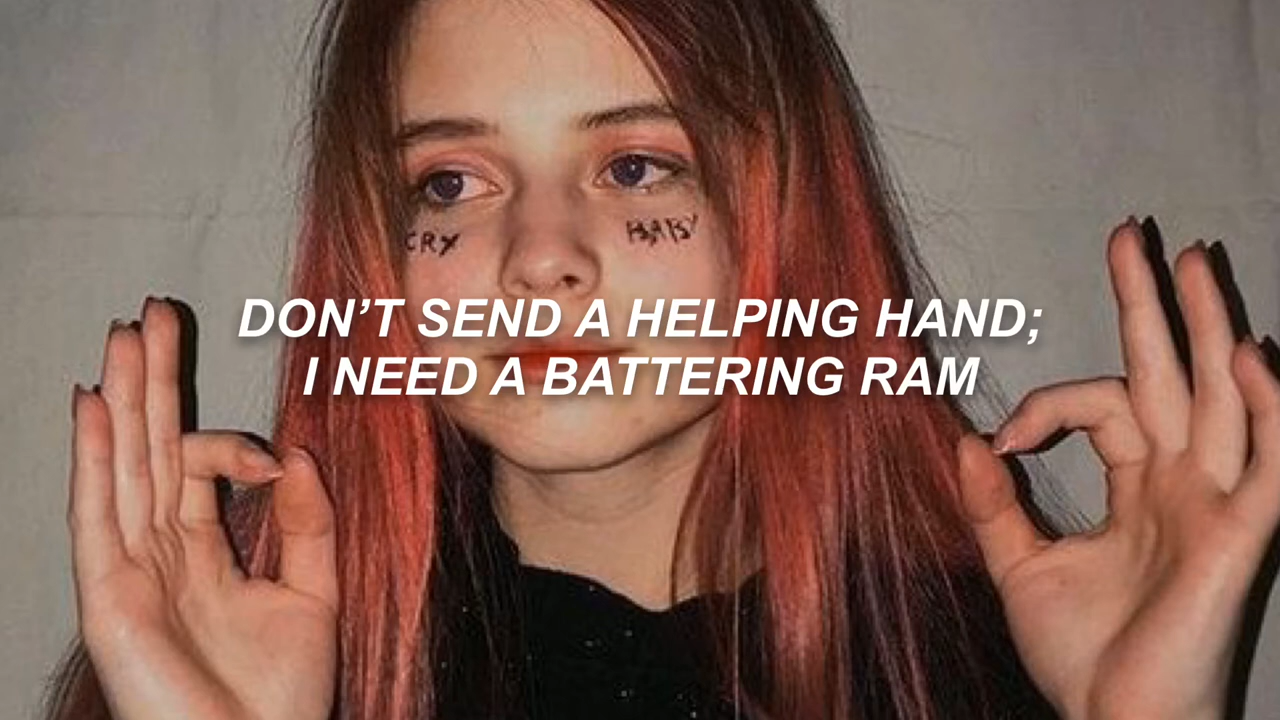 CRY BABY
DON’T SEND A HELPING HAND;
I NEED A BATTERING RAM